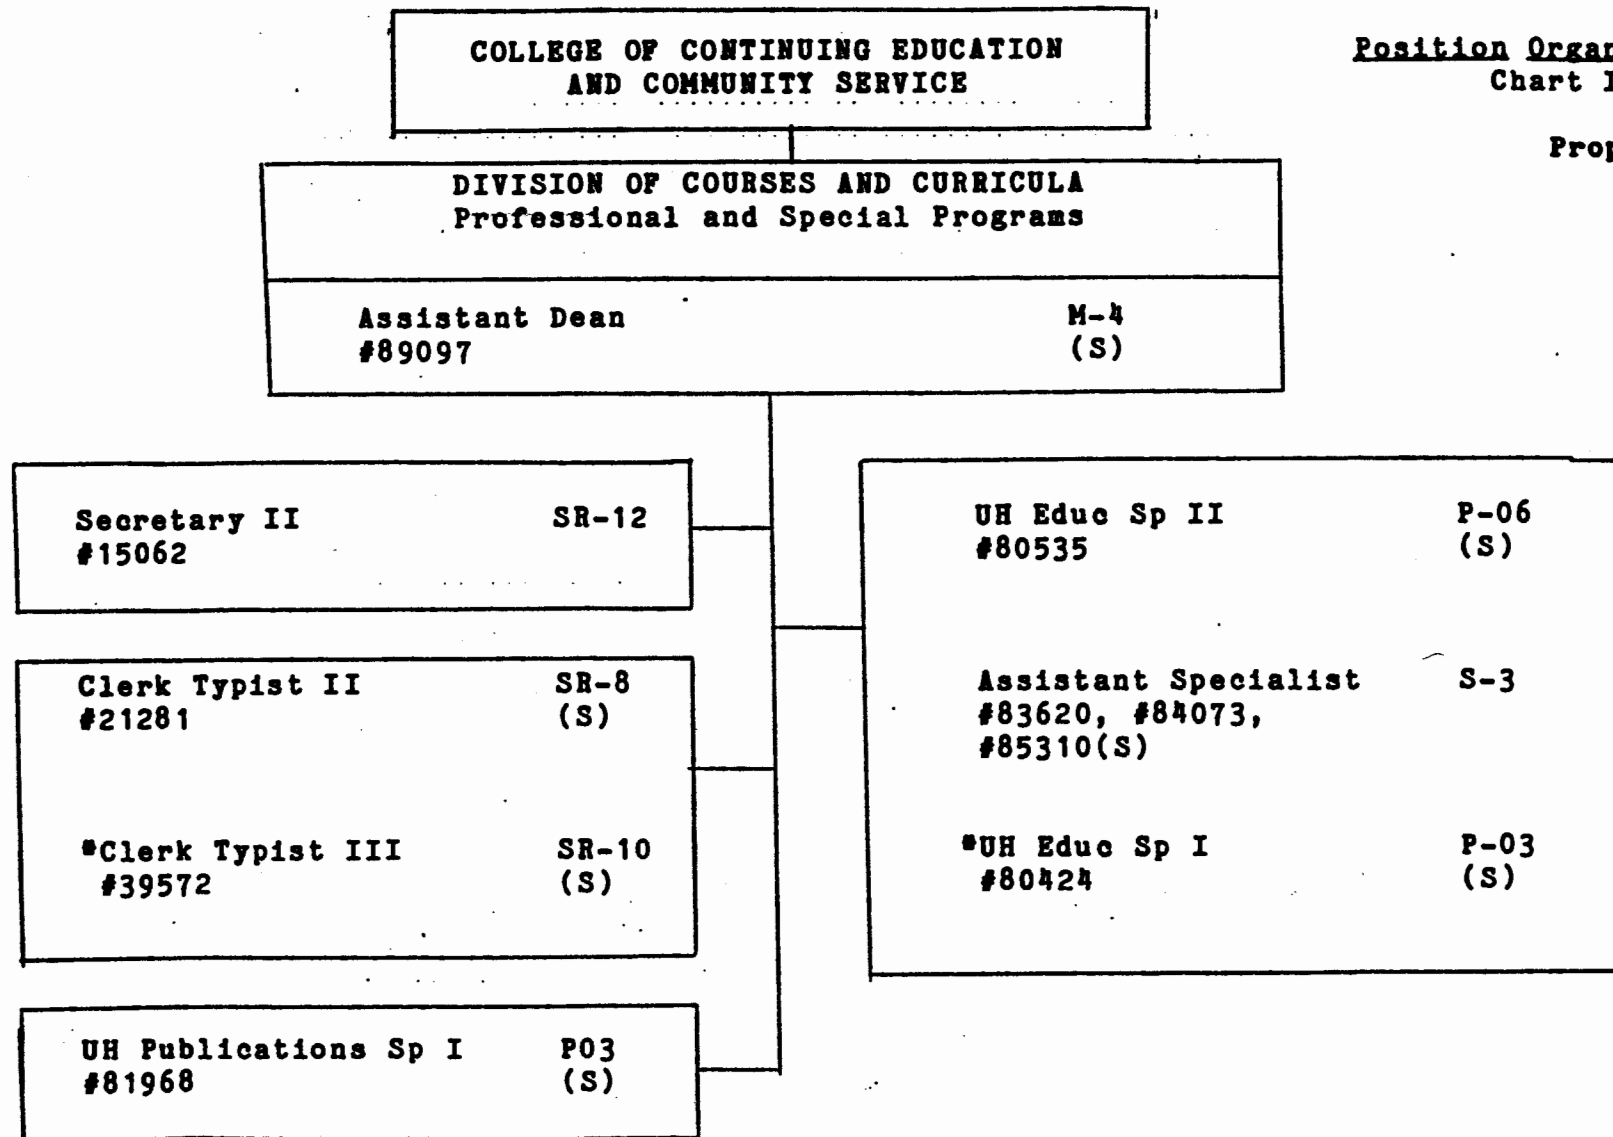 COLLEGE OF CONTINUING EDUCATION
AND COMMUNITY SERVICE
Position
Chart
DIVISION OF COURSES AND CURRICULA
Professional and Special Programs
Assistant Dean M-4
#89097 (S)
Secretary II SR-12
#15062
Clerk Typist II SR-8
#21281 (S)
*Clerk Typist III SR-10
#39572 (S)
UH Publications Sp I P03
#81968 (S)
UH Educ Sp II P-06
#80535 (S)
Assistant Specialist S-3
#83620, #84073,
#85310(S)
*UH Educ Sp I P-03
#80424 (S)